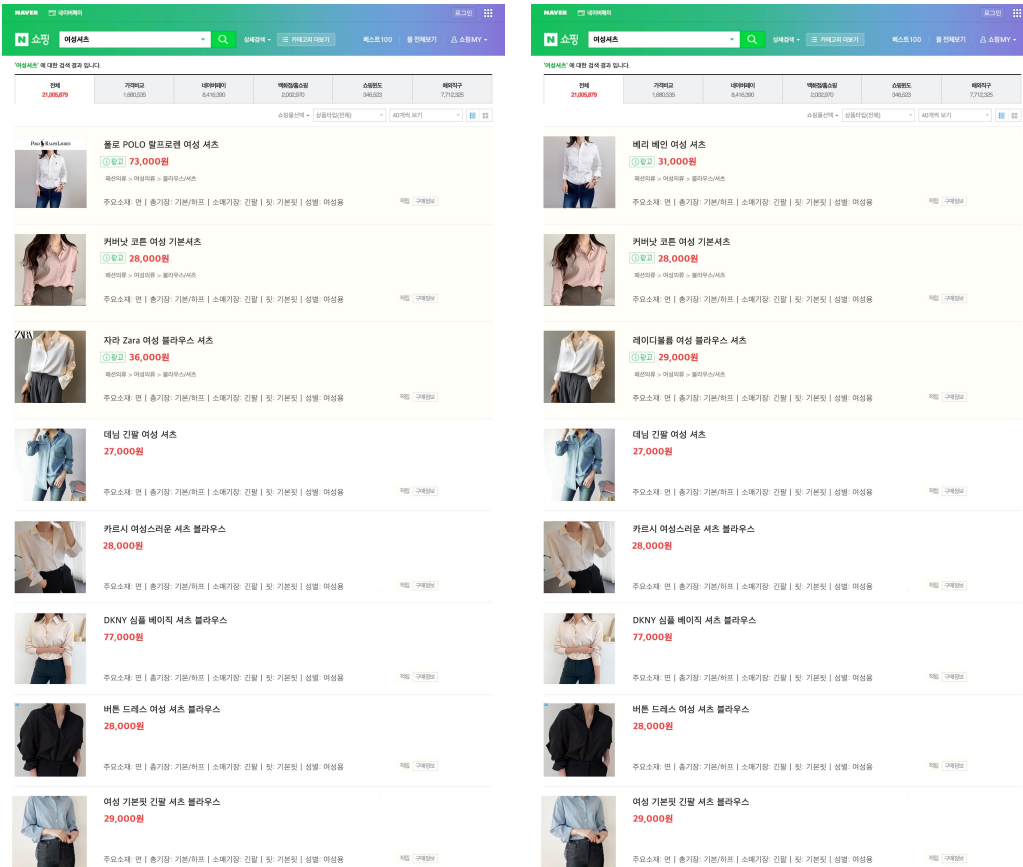 NAVER 네이버페이
로그인
N 쇼핑 여성셔츠 상세검색 카테고리 더보기 베스트100 몰 전체보기 쇼핑MY
'여성셔츠' 에 대한 검색 결과 입니다.
전체 가격비교 네이버페이 백화점/홈쇼핑 쇼핑윈도 해외직구
21,005,879 1,680,535 8,416,390 2,002,970 346,523 7,712,325
쇼핑몰선택 상품타입(전체) 40개씩 보기
POLO RALPH LAUREN
폴로 POLO 랄프로렌 여성 셔츠
광고 73,000원
패션의류 > 여성의류 > 블라우스/셔츠
주요소재: 면 | 총기장: 기본/하프 | 소매기장: 긴팔 | 핏: 기본핏 | 성별: 여성용 찜 구매정보
커버낫 코튼 여성 기본셔츠
광고 28,000원
패션의류 > 여성의류 > 블라우스/셔츠
주요소재: 면 | 총기장: 기본/하프 | 소매기장: 긴팔 | 핏: 기본핏 | 성별: 여성용 구매정보
ZARA
자라 Zara 여성 블라우스 셔츠
광고 36,000원
패션의류 > 여성의류 > 블라우스/셔츠
주요소재: 면 | 총기장: 기본/하프 | 소매기장: 긴팔 | 핏: 기본핏 | 성별: 여성용 구매정보
데님 긴팔 여성 셔츠
27,000원
주요소재: 면 | 총기장: 기본/하프 | 소매기장: 긴팔 | 핏: 기본핏 | 성별: 여성용 구매정보
카르시 여성스러운 셔츠 블라우스
28,000원
주요소재: 면 | 총기장: 기본/하프 | 소매기장: 긴팔 | 핏: 기본핏 | 성별: 여성용 구매정보
DKNY 심플 베이직 셔츠 블라우스
77,000원
주요소재: 면 | 총기장: 기본/하프 | 소매기장: 긴팔 | 핏: 기본핏 | 성별: 여성용 구매정보
버튼 드레스 여성 셔츠 블라우스
28,000원
주요소재: 면 | 총기장: 기본/하프 | 소매기장: 긴팔 | 핏: 기본핏 | 성별: 여성용 구매정보
여성 기본핏 긴팔 셔츠 블라우스
29,000원
주요소재: 면 | 총기장: 기본/하프 | 소매기장: 긴팔 | 핏: 기본핏 | 성별: 여성용 구매정보
NAVER 네이버페이
로그인
N 쇼핑 여성셔츠 상세검색 카테고리 더보기 베스트100 몰 전체보기 쇼핑MY
'여성셔츠' 에 대한 검색 결과 입니다.
전체 가격비교 네이버페이 백화점/홈쇼핑 쇼핑윈도 해외직구
21,005,879 1,680,535 8,416,390 2,002,970 346,523 7,712,325
쇼핑몰선택 상품타입(전체) 40개씩 보기
베리 베인 여성 셔츠
광고 31,000원
패션의류 > 여성의류 > 블라우스/셔츠
주요소재: 면 | 총기장: 기본/하프 | 소매기장: 긴팔 | 핏: 기본핏 | 성별: 여성용 구매정보
커버낫 코튼 여성 기본셔츠
광고 28,000원
패션의류 > 여성의류 > 블라우스/셔츠
주요소재: 면 | 총기장: 기본/하프 | 소매기장: 긴팔 | 핏: 기본핏 | 성별: 여성용 구매정보
레이디볼륨 여성 블라우스 셔츠
광고 29,000원
패션의류 > 여성의류 > 블라우스/셔츠
주요소재: 면 | 총기장: 기본/하프 | 소매기장: 긴팔 | 핏: 기본핏 | 성별: 여성용 구매정보
데님 긴팔 여성 셔츠
27,000원
주요소재: 면 | 총기장: 기본/하프 | 소매기장: 긴팔 | 핏: 기본핏 | 성별: 여성용 구매정보
카르시 여성스러운 셔츠 블라우스
28,000원
주요소재: 면 | 총기장: 기본/하프 | 소매기장: 긴팔 | 핏: 기본핏 | 성별: 여성용 구매정보
DKNY 심플 베이직 셔츠 블라우스
77,000원
주요소재: 면 | 총기장: 기본/하프 | 소매기장: 긴팔 | 핏: 기본핏 | 성별: 여성용 구매정보
버튼 드레스 여성 셔츠 블라우스
28,000원
주요소재: 면 | 총기장: 기본/하프 | 소매기장: 긴팔 | 핏: 기본핏 | 성별: 여성용 구매정보
여성 기본핏 긴팔 셔츠 블라우스
29,000원
주요소재: 면 | 총기장: 기본/하프 | 소매기장: 긴팔 | 핏: 기본핏 | 성별: 여성용 구매정보